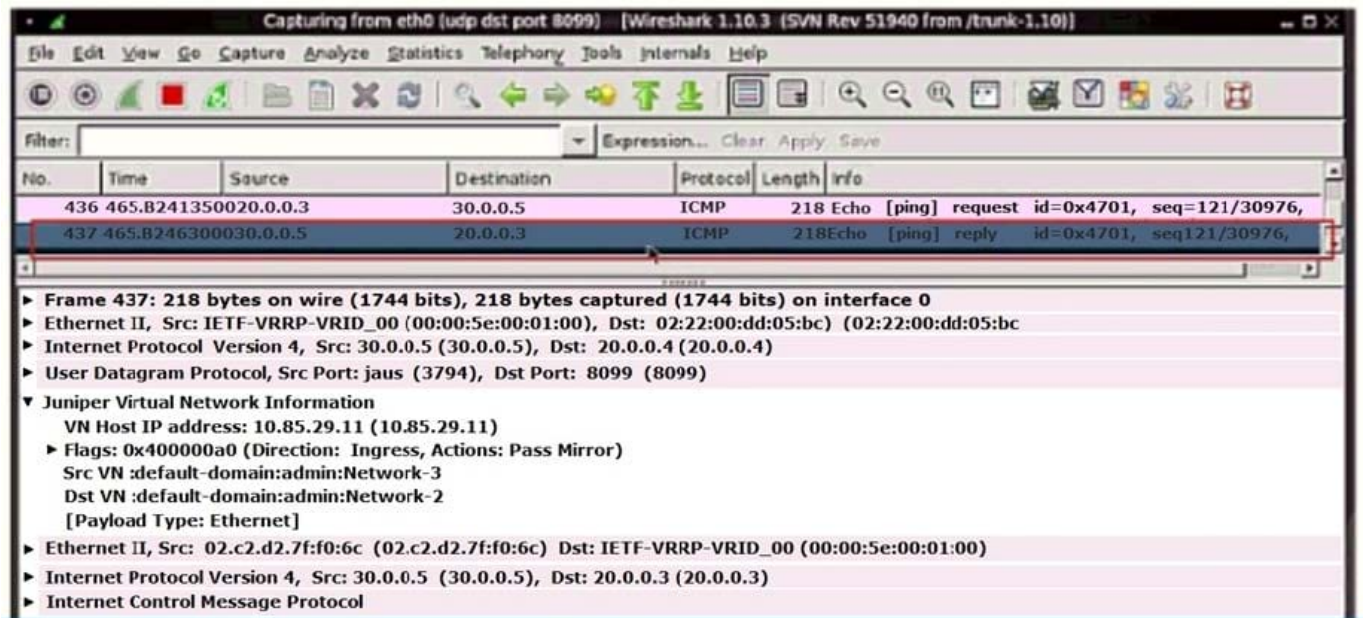 Capturing from eth0 (udp dst port 8099) [Wireshark 1.10.3 (SVN Rev 51940 from /trunk-1.10)]
File Edit View Go Capture Analyze Statistics Telephony Tools Internals Help
Filter: Expression... Clear Apply Save
No. Time Source Destination Protocol Length Info
436 465.B241350020.0.0.3 30.0.0.5 ICMP 218 Echo [ping] request id=0x4701, seq=121/30976,
437 465.B246300030.0.0.5 20.0.0.3 ICMP 218Echo [ping] reply id=0x4701, seq121/30976,
Frame 437: 218 bytes on wire (1744 bits), 218 bytes captured (1744 bits) on interface 0
Ethernet II, Src: IETF-VRRP-VRID_00 (00:00:5e:00:01:00), Dst: 02:22:00:dd:05:bc) (02:22:00:dd:05:bc
Internet Protocol Version 4, Src: 30.0.0.5 (30.0.0.5), Dst: 20.0.0.4 (20.0.0.4)
User Datagram Protocol, Src Port: jaus (3794), Dst Port: 8099 (8099)
Juniper Virtual Network Information
VN Host IP address: 10.85.29.11 (10.85.29.11)
Flags: 0x400000a0 (Direction: Ingress, Actions: Pass Mirror)
Src VN :default-domain:admin:Network-3
Dst VN :default-domain:admin:Network-2
[Payload Type: Ethernet]
Ethernet II, Src: 02.c2.d2.7f:f0:6c (02.c2.d2.7f:f0:6c) Dst: IETF-VRRP-VRID_00 (00:00:5e:00:01:00)
Internet Protocol Version 4, Src: 30.0.0.5 (30.0.0.5), Dst: 20.0.0.3 (20.0.0.3)
Internet Control Message Protocol